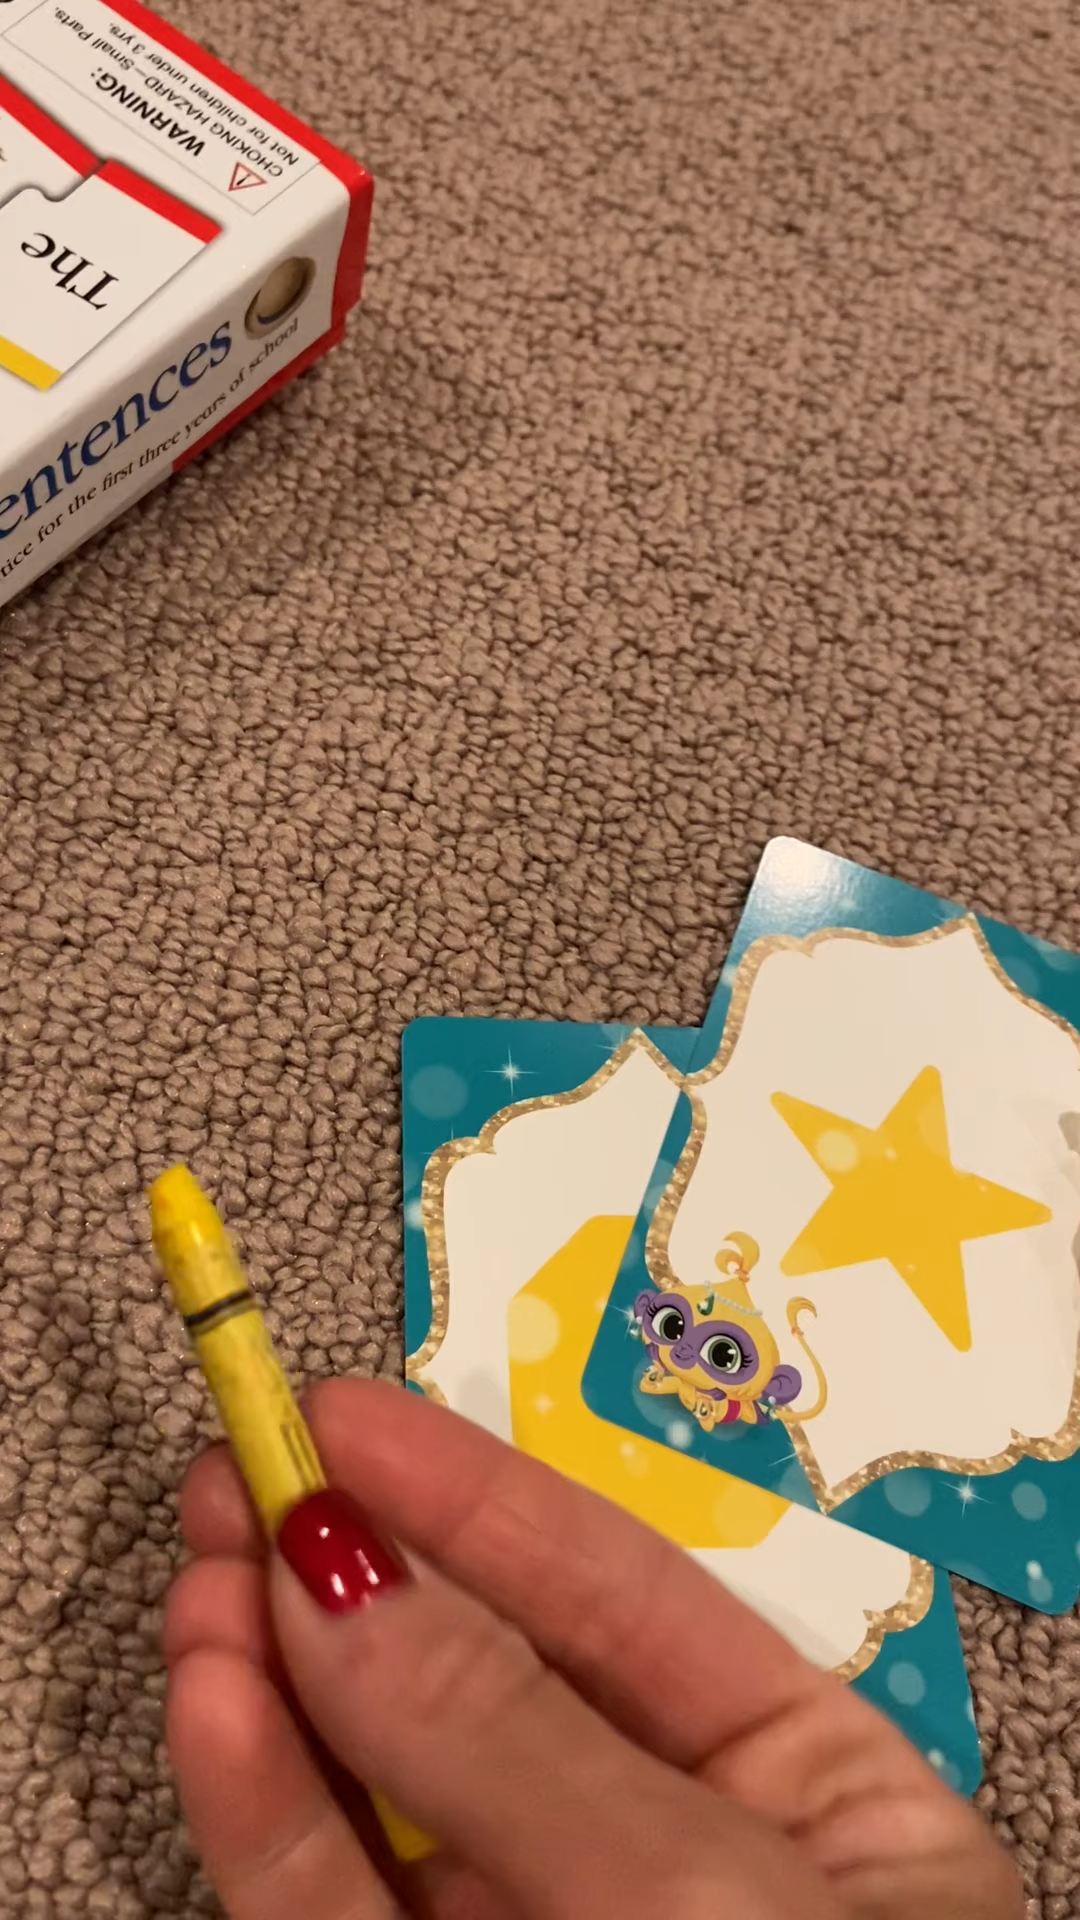 WARNING:
CHOKING HAZARD—Small Parts.
Not for children under 3 yrs.
The
entences
tice for the first three years of school